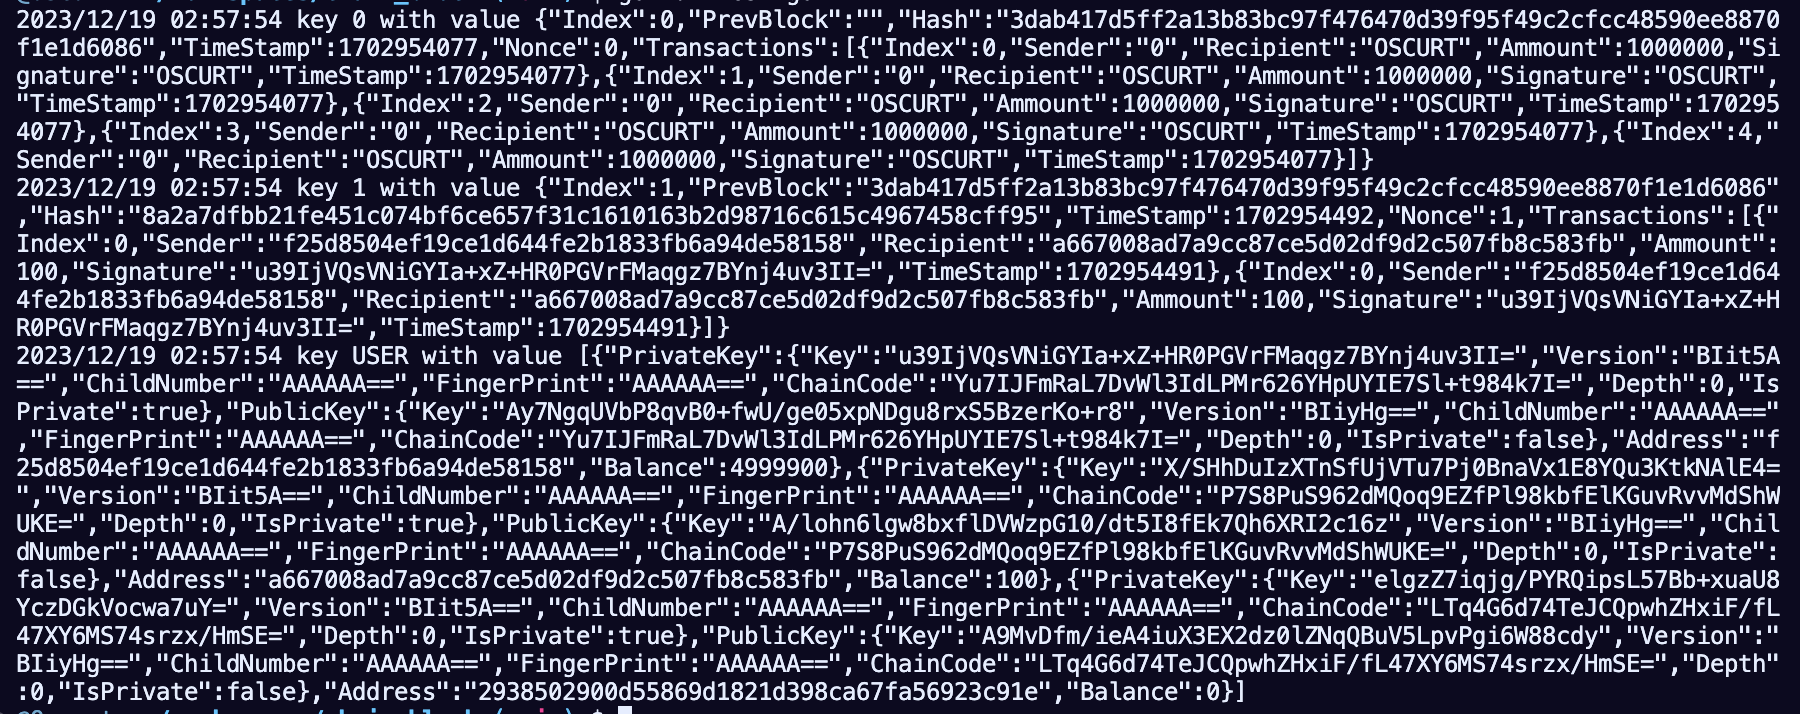 2023/12/19 02:57:54 key 0 with value {"Index":0,"PrevBlock":"","Hash":"3dab417d5ff2a13b83bc97f476470d39f95f49c2cfcc48590ee8870
f1e1d6086","TimeStamp":1702954077,"Nonce":0,"Transactions":[{"Index":0,"Sender":"0","Recipient":"OSCURT","Ammount":1000000,"Si
gnature":"OSCURT","TimeStamp":1702954077},{"Index":1,"Sender":"0","Recipient":"OSCURT","Ammount":1000000,"Signature":"OSCURT",
"TimeStamp":1702954077},{"Index":2,"Sender":"0","Recipient":"OSCURT","Ammount":1000000,"Signature":"OSCURT","TimeStamp":170295
4077},{"Index":3,"Sender":"0","Recipient":"OSCURT","Ammount":1000000,"Signature":"OSCURT","TimeStamp":1702954077},{"Index":4,"
Sender":"0","Recipient":"OSCURT","Ammount":1000000,"Signature":"OSCURT","TimeStamp":1702954077}]}
2023/12/19 02:57:54 key 1 with value {"Index":1,"PrevBlock":"3dab417d5ff2a13b83bc97f476470d39f95f49c2cfcc48590ee8870f1e1d6086"
,"Hash":"8a2a7dfbb21fe451c074bf6ce657f31c1610163b2d98716c615c4967458cff95","TimeStamp":1702954492,"Nonce":1,"Transactions":[{"
Index":0,"Sender":"f25d8504ef19ce1d644fe2b1833fb6a94de58158","Recipient":"a667008ad7a9cc87ce5d02df9d2c507fb8c583fb","Ammount":
100,"Signature":"u39IjVQsVNiGYIa+xZ+HR0PGVrFMaqgz7BYnj4uv3II=","TimeStamp":1702954491},{"Index":0,"Sender":"f25d8504ef19ce1d64
4fe2b1833fb6a94de58158","Recipient":"a667008ad7a9cc87ce5d02df9d2c507fb8c583fb","Ammount":100,"Signature":"u39IjVQsVNiGYIa+xZ+H
R0PGVrFMaqgz7BYnj4uv3II=","TimeStamp":1702954491}]}
2023/12/19 02:57:54 key USER with value [{"PrivateKey":{"Key":"u39IjVQsVNiGYIa+xZ+HR0PGVrFMaqgz7BYnj4uv3II=","Version":"BIit5A
==","ChildNumber":"AAAAAA==","FingerPrint":"AAAAAA==","ChainCode":"Yu7IJFmRaL7DvWl3IdLPMr626YHpUYIE7Sl+t984k7I=","Depth":0,"Is
Private":true},"PublicKey":{"Key":"Ay7NgqUVbP8qvB0+fwU/ge05xpNDgu8rxS5BzerKo+r8","Version":"BIiyHg==","ChildNumber":"AAAAAA=="
,"FingerPrint":"AAAAAA==","ChainCode":"Yu7IJFmRaL7DvWl3IdLPMr626YHpUYIE7Sl+t984k7I=","Depth":0,"IsPrivate":false},"Address":"f
25d8504ef19ce1d644fe2b1833fb6a94de58158","Balance":4999900},{"PrivateKey":{"Key":"X/SHhDuIzXTnSfUjVTu7Pj0BnaVx1E8YQu3KtkNAlE4=
","Version":"BIit5A==","ChildNumber":"AAAAAA==","FingerPrint":"AAAAAA==","ChainCode":"P7S8PuS962dMQoq9EZfPl98kbfElKGuvRvvMdShW
UKE=","Depth":0,"IsPrivate":true},"PublicKey":{"Key":"A/lohn6lgw8bxflDVWzpG10/dt5I8fEk7Qh6XRI2c16z","Version":"BIiyHg==","Chil
dNumber":"AAAAAA==","FingerPrint":"AAAAAA==","ChainCode":"P7S8PuS962dMQoq9EZfPl98kbfElKGuvRvvMdShWUKE=","Depth":0,"IsPrivate":
false},"Address":"a667008ad7a9cc87ce5d02df9d2c507fb8c583fb","Balance":100},{"PrivateKey":{"Key":"elgzZ7iqjg/PYRQipsL57Bb+xuaU8
YczDGkVocwa7uY=","Version":"BIit5A==","ChildNumber":"AAAAAA==","FingerPrint":"AAAAAA==","ChainCode":"LTq4G6d74TeJCQpwhZHxiF/fL
47XY6MS74srzx/HmSE=","Depth":0,"IsPrivate":true},"PublicKey":{"Key":"A9MvDfm/ieA4iuX3EX2dz0lZNqQBuV5LpvPgi6W88cdy","Version":"
BIiyHg==","ChildNumber":"AAAAAA==","FingerPrint":"AAAAAA==","ChainCode":"LTq4G6d74TeJCQpwhZHxiF/fL47XY6MS74srzx/HmSE=","Depth"
:0,"IsPrivate":false},"Address":"2938502900d55869d1821d398ca67fa56923c91e","Balance":0}]